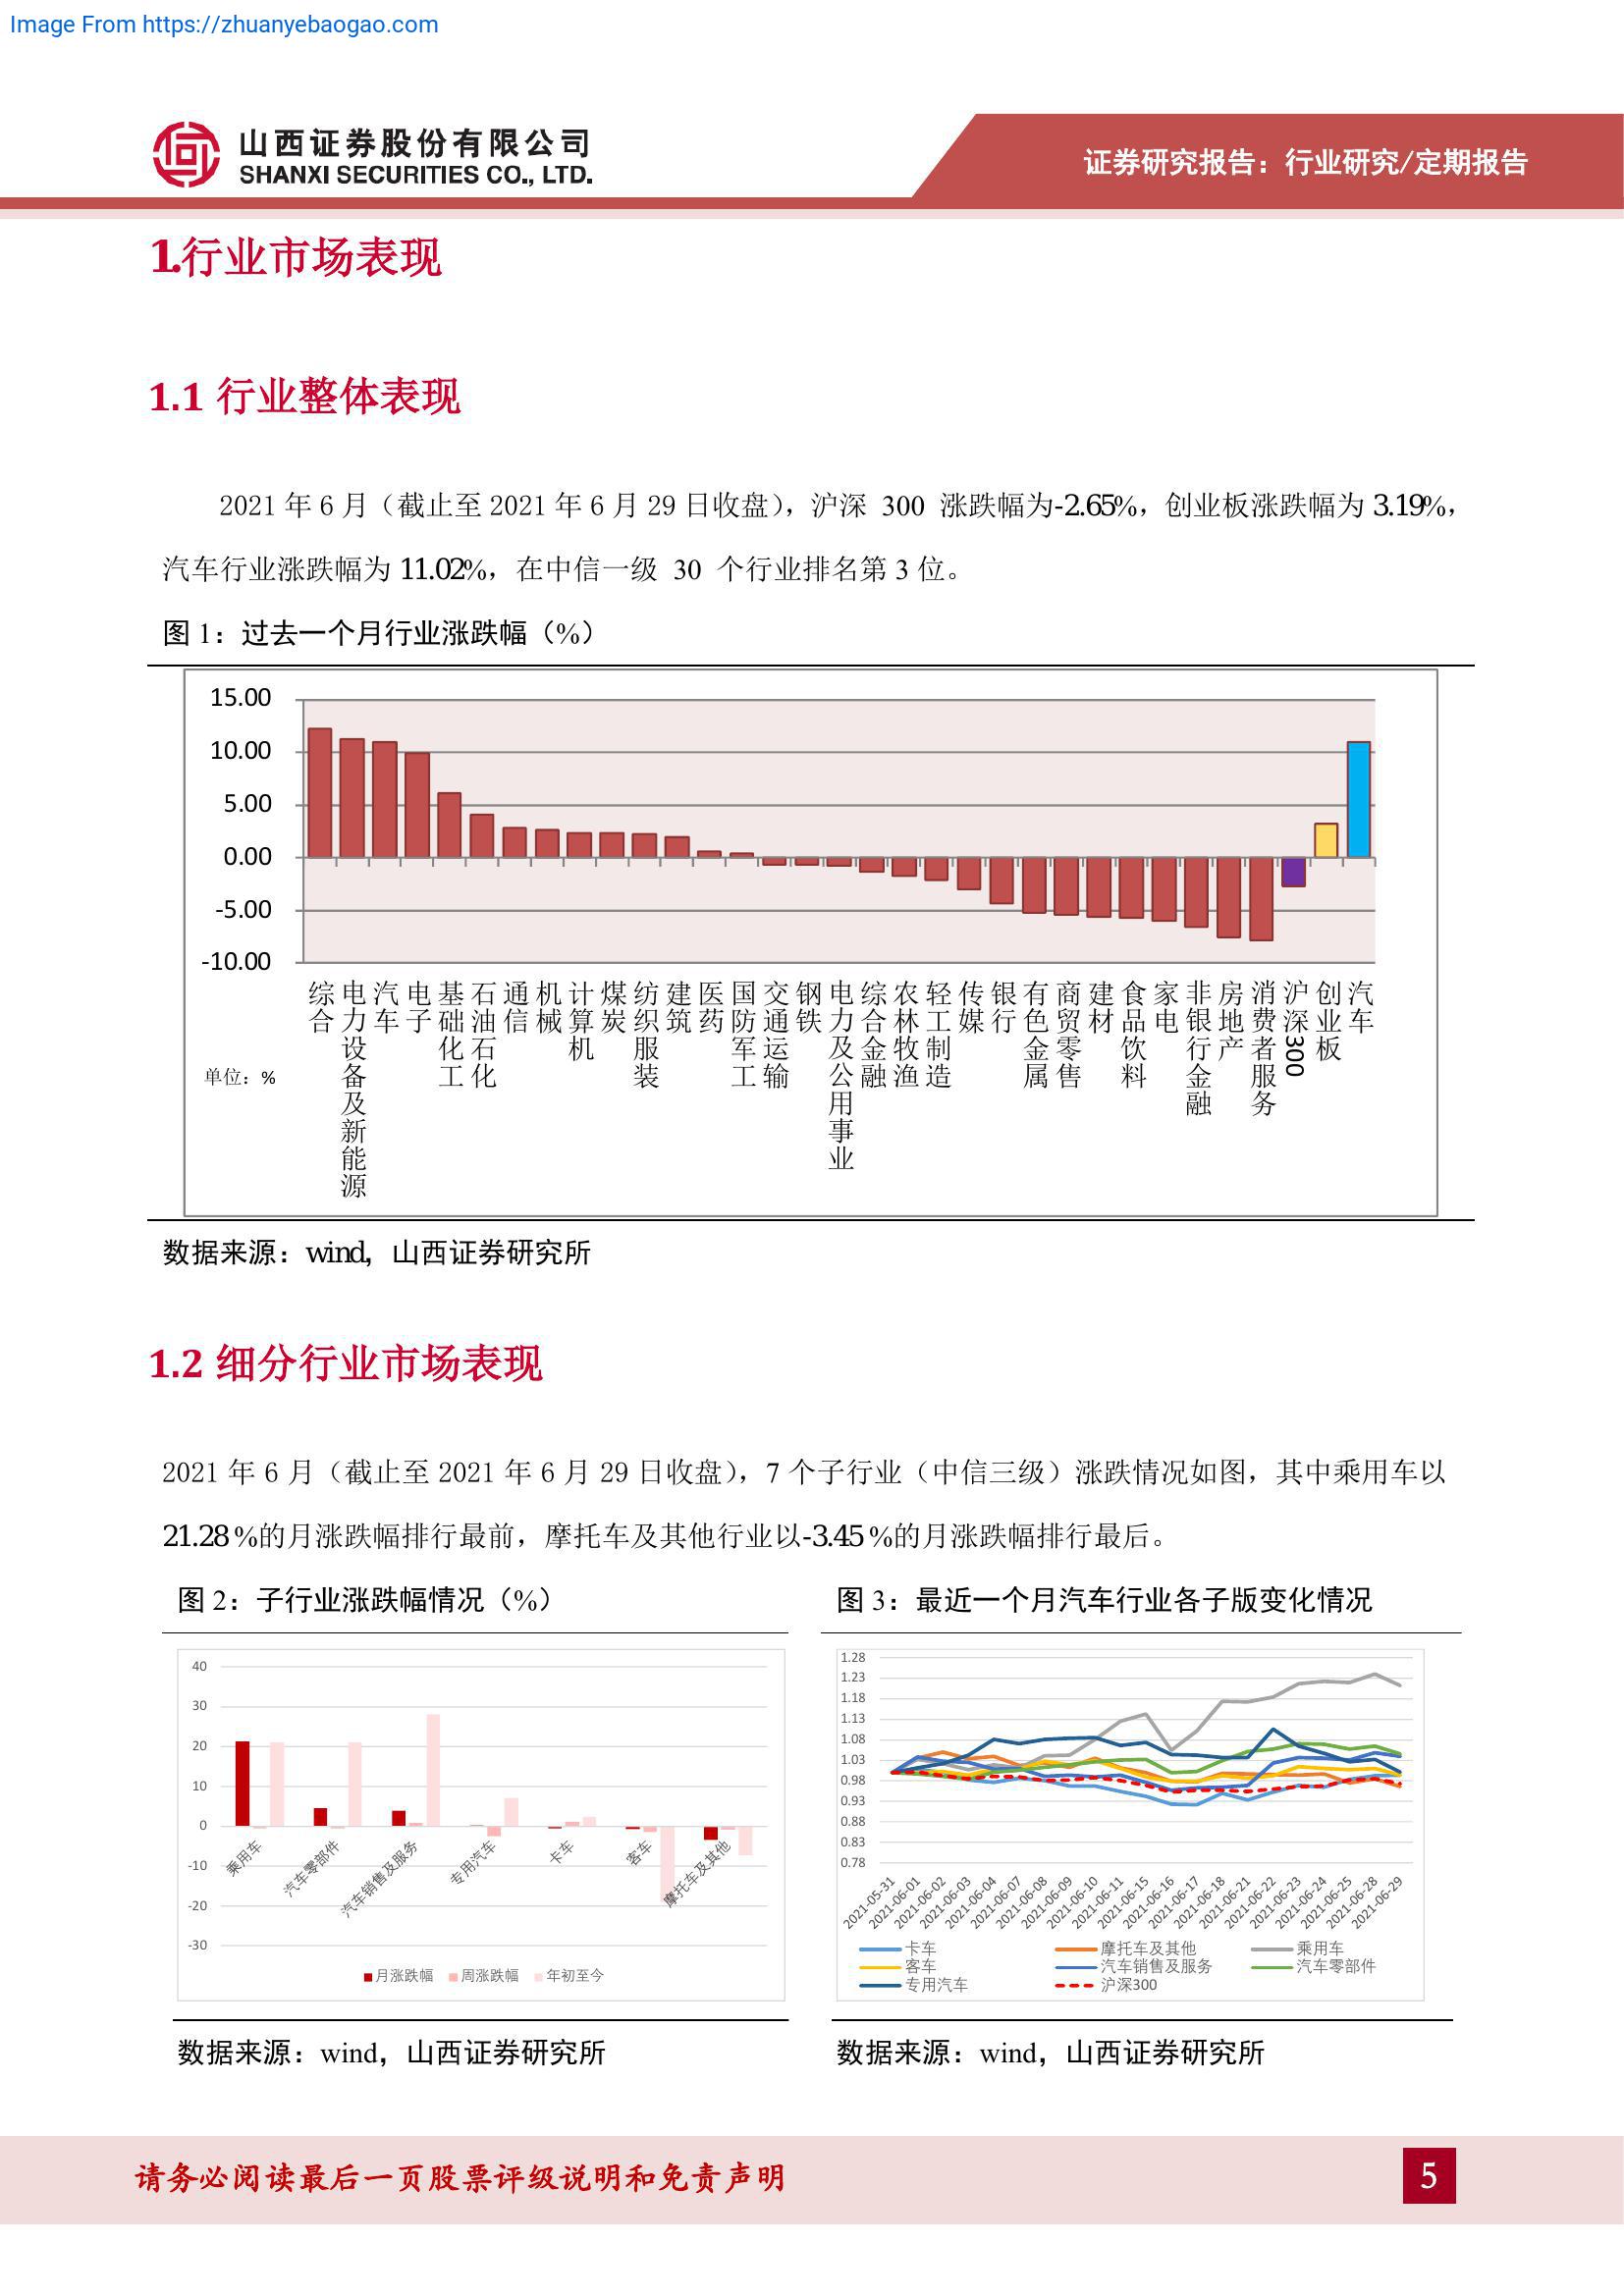 Image From https://zhuanyebaogao.com
山西证券股份有限公司
SHANXI SECURITIES CO., LTD.
证券研究报告：行业研究/定期报告
1.行业市场表现
1.1 行业整体表现
2021 年 6 月（截止至 2021 年 6 月 29 日收盘），沪深 300 涨跌幅为-2.65%，创业板涨跌幅为 3.19%，
汽车行业涨跌幅为 11.02%，在中信一级 30 个行业排名第 3 位。
图 1：过去一个月行业涨跌幅（%）
15.00
10.00
5.00
0.00
-5.00
-10.00
单位：%
综合
电力设备及新能源
汽车
电子
基础化工
石油石化
通信
机械
计算机
煤炭
纺织服装
建筑
医药
国防军工
交通运输
钢铁
电力及公用事业
综合金融
农林牧渔
轻工制造
传媒
银行
有色金属
商贸零售
建材
食品饮料
家电
非银行金融
房地产
消费者服务
沪深300
创业板
汽车
数据来源：wind，山西证券研究所
1.2 细分行业市场表现
2021 年 6 月（截止至 2021 年 6 月 29 日收盘），7 个子行业（中信三级）涨跌情况如图，其中乘用车以
21.28 %的月涨跌幅排行最前，摩托车及其他行业以-3.45 %的月涨跌幅排行最后。
图 2：子行业涨跌幅情况（%）
40
30
20
10
0
-10
-20
-30
乘用车
汽车零部件
汽车销售及服务
专用汽车
卡车
客车
摩托车及其他
月涨跌幅 周涨跌幅 年初至今
数据来源：wind，山西证券研究所
图 3：最近一个月汽车行业各子版变化情况
1.28
1.23
1.18
1.13
1.08
1.03
0.98
0.93
0.88
0.83
0.78
2021-05-31
2021-06-01
2021-06-02
2021-06-03
2021-06-04
2021-06-07
2021-06-08
2021-06-09
2021-06-10
2021-06-11
2021-06-15
2021-06-16
2021-06-17
2021-06-18
2021-06-21
2021-06-22
2021-06-23
2021-06-24
2021-06-25
2021-06-28
2021-06-29
卡车 摩托车及其他 乘用车
客车 汽车销售及服务 汽车零部件
专用汽车 沪深300
数据来源：wind，山西证券研究所
请务必阅读最后一页股票评级说明和免责声明
5